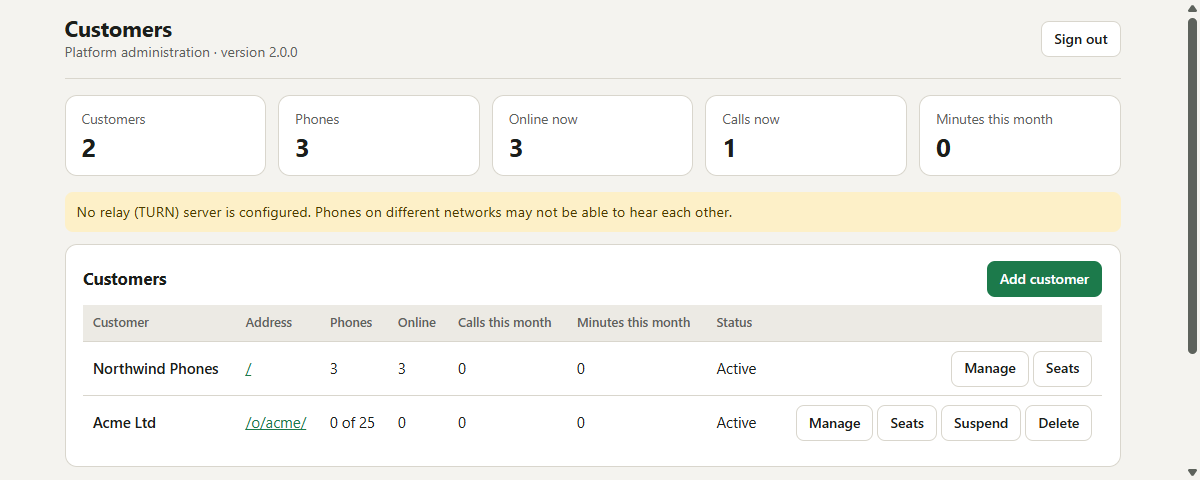 Customers
Platform administration · version 2.0.0
Sign out
Customers
2
Phones
3
Online now
3
Calls now
1
Minutes this month
0
No relay (TURN) server is configured. Phones on different networks may not be able to hear each other.
Customers
Add customer
Customer Address Phones Online Calls this month Minutes this month Status
Northwind Phones / 3 3 0 0 Active Manage Seats
Acme Ltd /o/acme/ 0 of 25 0 0 0 Active Manage Seats Suspend Delete